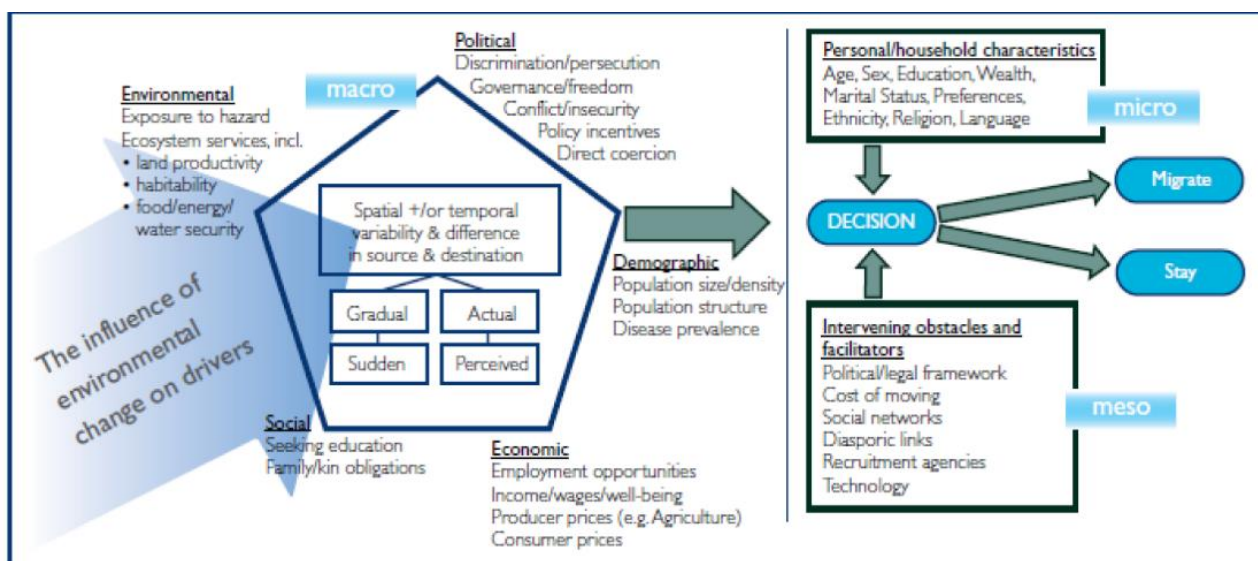 Political
Discrimination/persecution
Governance/freedom
Conflict/insecurity
Policy incentives
Direct coercion
macro
Environmental
Exposure to hazard
Ecosystem services, incl.
• land productivity
• habitability
• food/energy/
water security
Spatial +/or temporal
variability & difference
in source & destination
Gradual
Actual
Sudden
Perceived
The influence of
environmental
change on drivers
Demographic
Population size/density
Population structure
Disease prevalence
Social
Seeking education
Family/kin obligations
Economic
Employment opportunities
Income/wages/well-being
Producer prices (e.g. Agriculture)
Consumer prices
Personal/household characteristics
Age, Sex, Education, Wealth,
Marital Status, Preferences,
Ethnicity, Religion, Language
micro
DECISION
Migrate
Stay
Intervening obstacles and
facilitators
Political/legal framework
Cost of moving
Social networks
Diasporic links
Recruitment agencies
Technology
meso